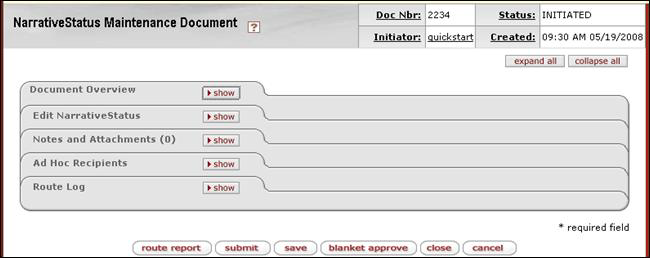 NarrativeStatus Maintenance Document ?
Doc Nbr: 2234 Status: INITIATED
Initiator: quickstart Created: 09:30 AM 05/19/2008
expand all collapse all
Document Overview show
Edit NarrativeStatus show
Notes and Attachments (0) show
Ad Hoc Recipients show
Route Log show
* required field
route report submit save blanket approve close cancel